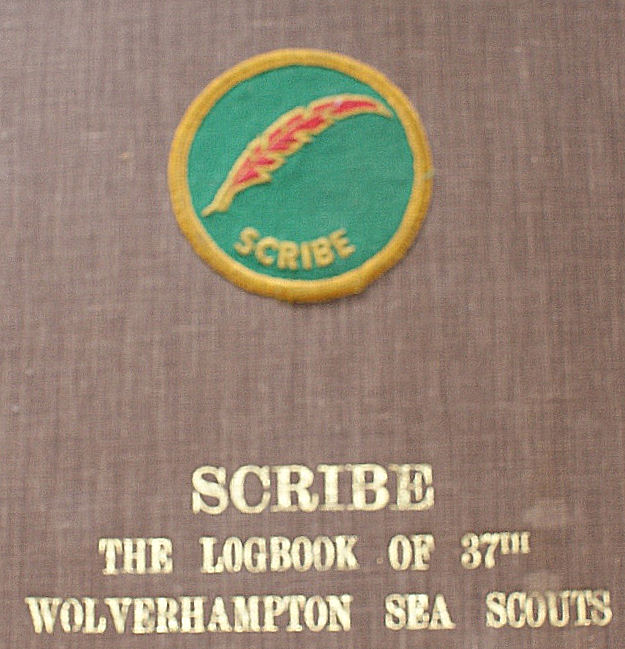 SCRIBE
SCRIBE
THE LOGBOOK OF 37TH
WOLVERHAMPTON SEA SCOUTS